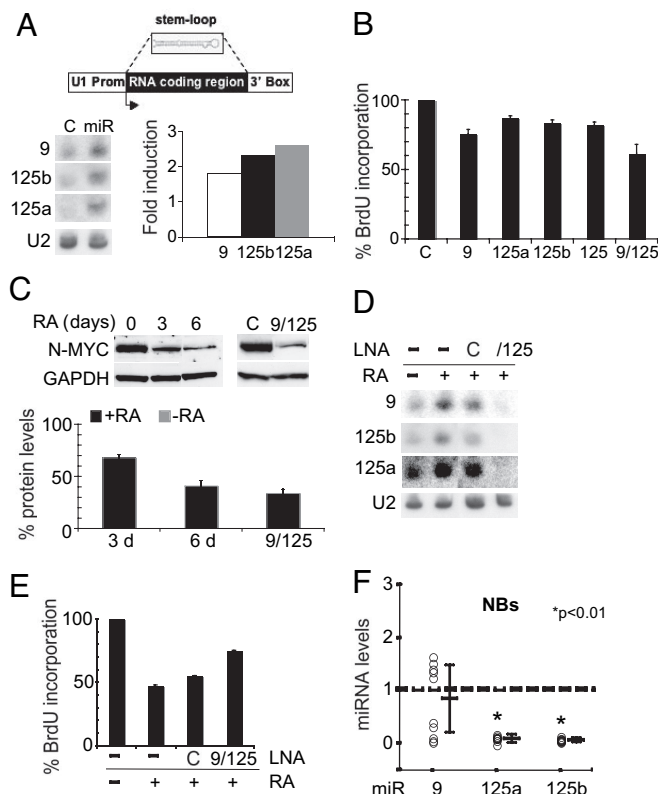 A
stem-loop
U1 Prom RNA coding region 3' Box
C miR
9
125b
125a
U2
Fold induction
3
2
1
0
9 125b125a
B
% BrdU incorporation
100
50
0
C 9 125a 125b 125 9/125
C
RA (days) 0 3 6 C 9/125
N-MYC
GAPDH
+RA -RA
% protein levels
100
50
0
3 d 6 d 9/125
D
LNA - - C /125
RA - + + +
9
125b
125a
U2
E
% BrdU incorporation
100
50
0
- - C 9/125 LNA
- + + + RA
F
NBs
*p<0.01
miRNA levels
3
2
1
0
* *
miR 9 125a 125b